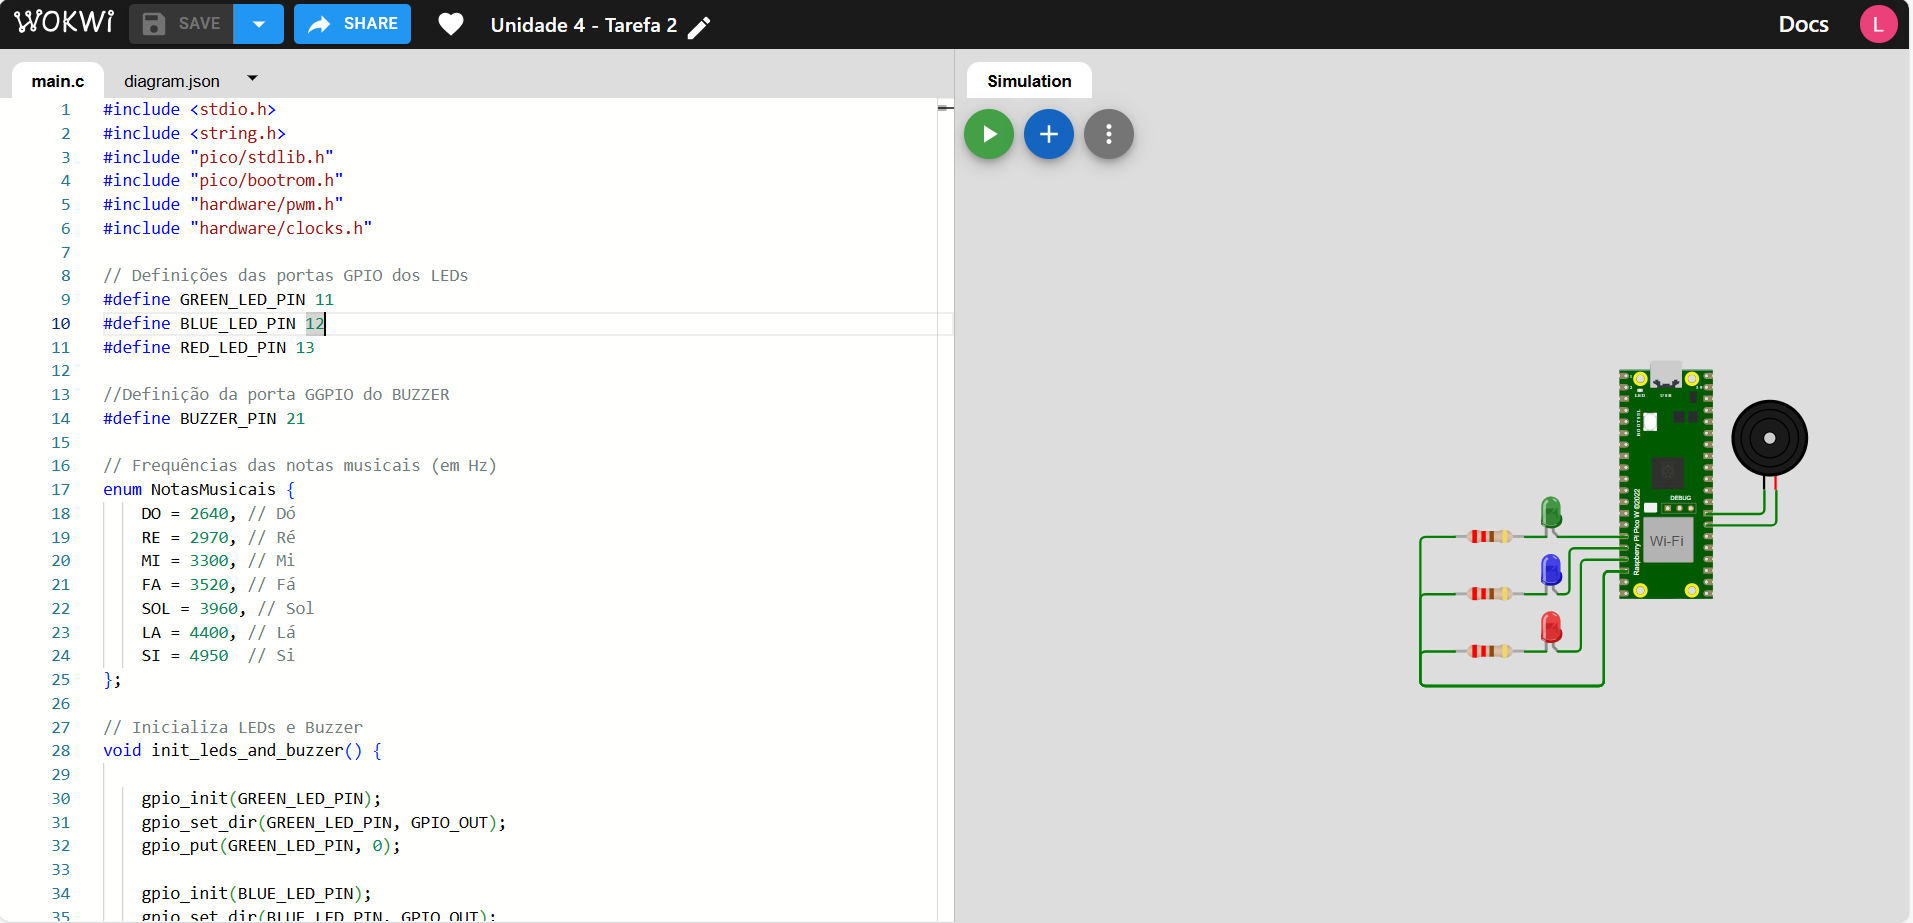 WOKWi
SAVE
SHARE
Unidade 4 - Tarefa 2
Docs
L
main.c
diagram.json
1 #include <stdio.h>
2 #include <string.h>
3 #include "pico/stdlib.h"
4 #include "pico/bootrom.h"
5 #include "hardware/pwm.h"
6 #include "hardware/clocks.h"
7
8 // Definições das portas GPIO dos LEDs
9 #define GREEN_LED_PIN 11
10 #define BLUE_LED_PIN 12
11 #define RED_LED_PIN 13
12
13 //Definição da porta GGPIO do BUZZER
14 #define BUZZER_PIN 21
15
16 // Frequências das notas musicais (em Hz)
17 enum NotasMusicais {
18 DO = 2640, // Dó
19 RE = 2970, // Ré
20 MI = 3300, // Mi
21 FA = 3520, // Fá
22 SOL = 3960, // Sol
23 LA = 4400, // Lá
24 SI = 4950  // Si
25 };
26
27 // Inicializa LEDs e Buzzer
28 void init_leds_and_buzzer() {
29
30 gpio_init(GREEN_LED_PIN);
31 gpio_set_dir(GREEN_LED_PIN, GPIO_OUT);
32 gpio_put(GREEN_LED_PIN, 0);
33
34 gpio_init(BLUE_LED_PIN);
35 gpio_set_dir(BLUE_LED_PIN, GPIO_OUT);
Simulation
LED
USB
BOOTSEL
DEBUG
Raspberry Pi Pico W ©2022
Wi-Fi